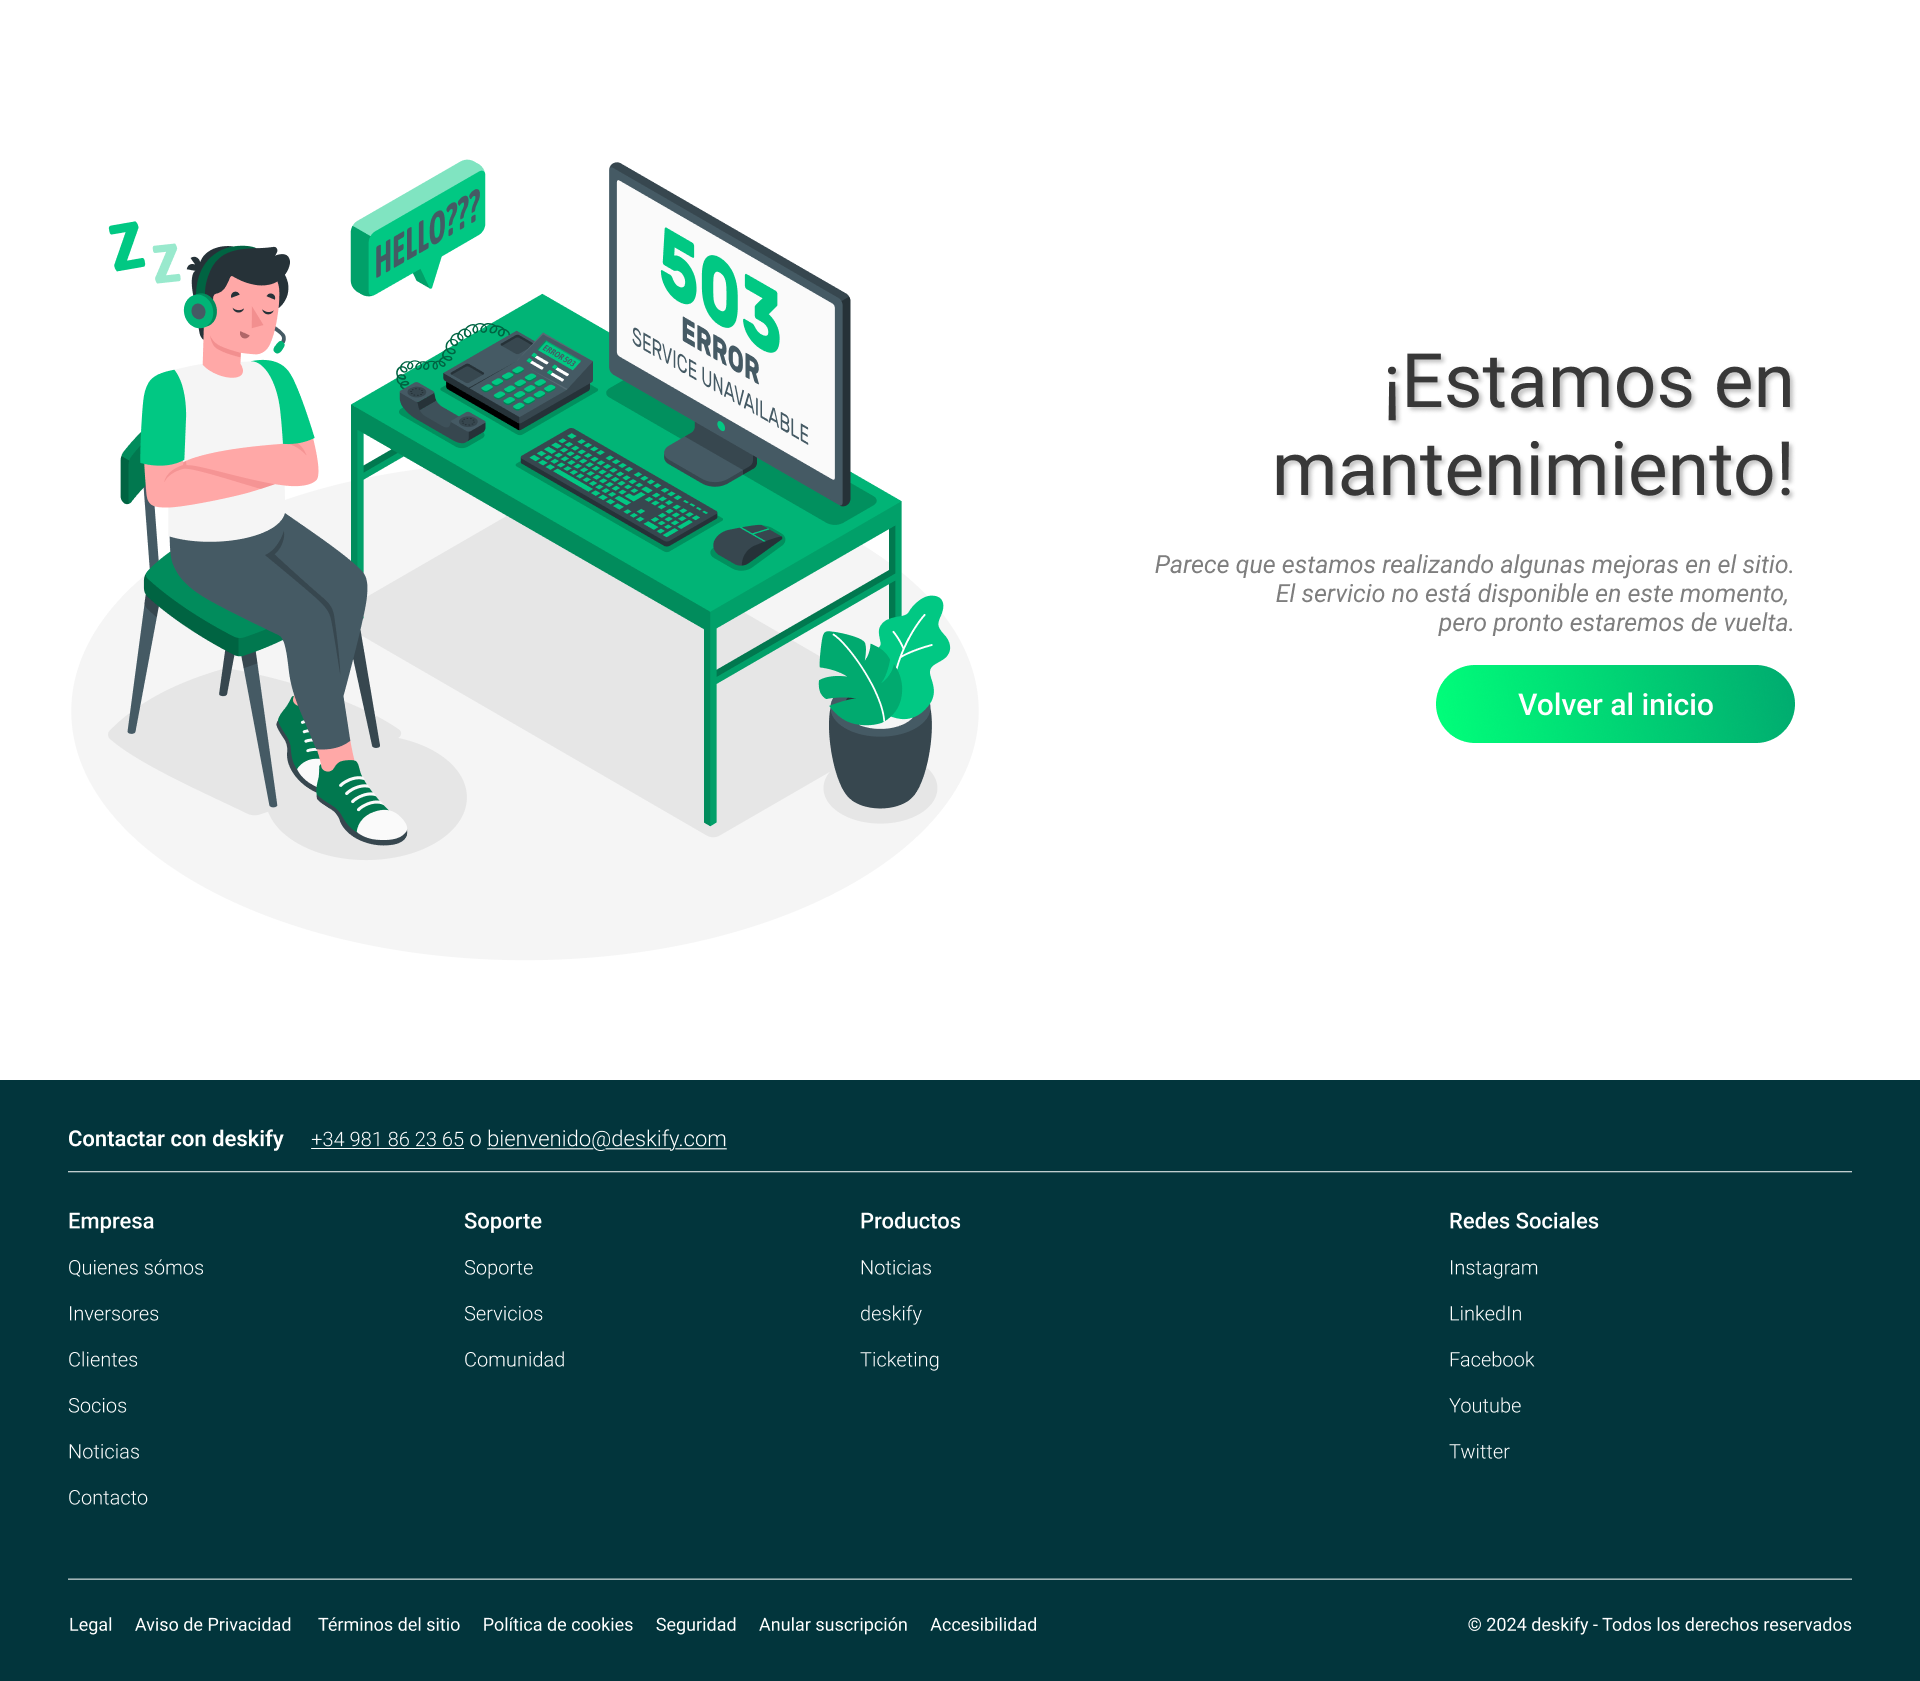 Z
Z
HELLO???
503
ERROR
SERVICE UNAVAILABLE
ERROR 503
¡Estamos en
mantenimiento!
Parece que estamos realizando algunas mejoras en el sitio.
El servicio no está disponible en este momento,
pero pronto estaremos de vuelta.
Volver al inicio
Contactar con deskify +34 981 86 23 65 o bienvenido@deskify.com
Empresa
Quienes sómos
Inversores
Clientes
Socios
Noticias
Contacto
Soporte
Soporte
Servicios
Comunidad
Productos
Noticias
deskify
Ticketing
Redes Sociales
Instagram
LinkedIn
Facebook
Youtube
Twitter
Legal Aviso de Privacidad Términos del sitio Política de cookies Seguridad Anular suscripción Accesibilidad
© 2024 deskify - Todos los derechos reservados